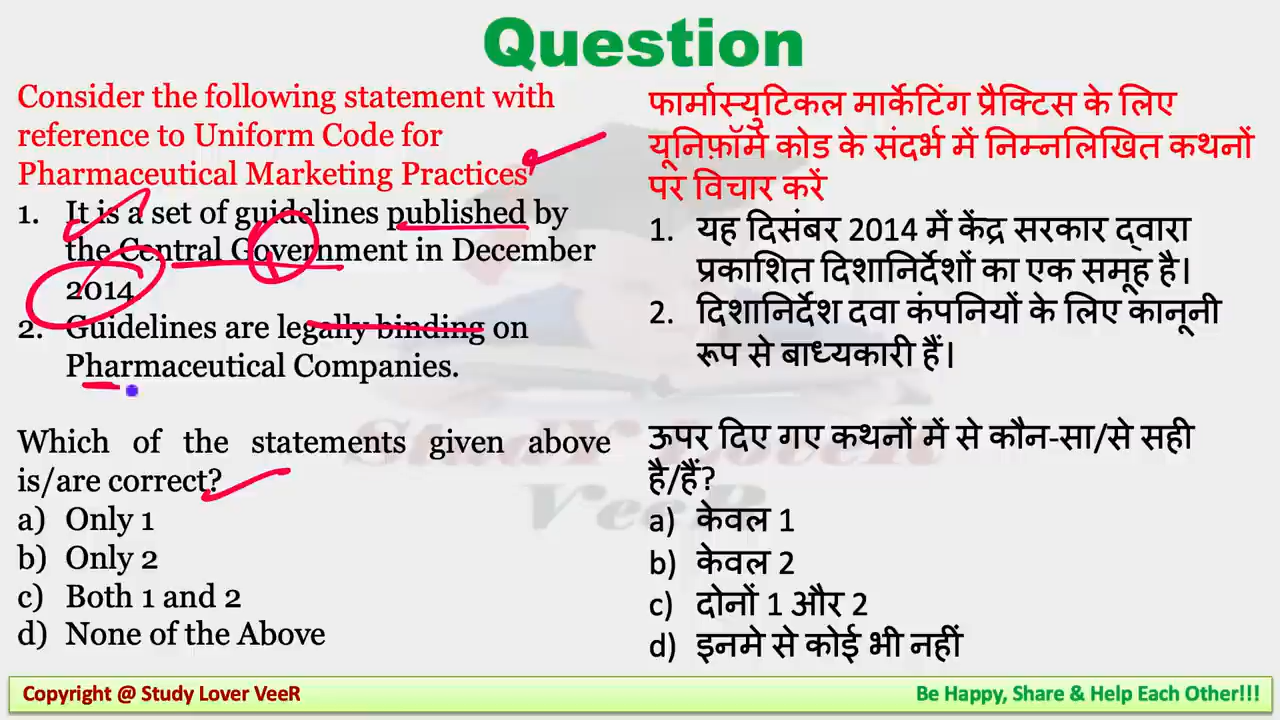 Question
Consider the following statement with
reference to Uniform Code for
Pharmaceutical Marketing Practices
1. It is a set of guidelines published by
the Central Government in December
2014.
2. Guidelines are legally binding on
Pharmaceutical Companies.
Which of the statements given above
is/are correct?
a) Only 1
b) Only 2
c) Both 1 and 2
d) None of the Above
फार्मास्युटिकल मार्केटिंग प्रैक्टिस के लिए
यूनिफ़ॉर्म कोड के संदर्भ में निम्नलिखित कथनों
पर विचार करें
1. यह दिसंबर 2014 में केंद्र सरकार द्वारा
प्रकाशित दिशानिर्देशों का एक समूह है।
2. दिशानिर्देश दवा कंपनियों के लिए कानूनी
रूप से बाध्यकारी हैं।
ऊपर दिए गए कथनों में से कौन-सा/से सही
है/हैं?
a) केवल 1
b) केवल 2
c) दोनों 1 और 2
d) इनमे से कोई भी नहीं
StudY LoveR
VeeR
Copyright @ Study Lover VeeR
Be Happy, Share & Help Each Other!!!